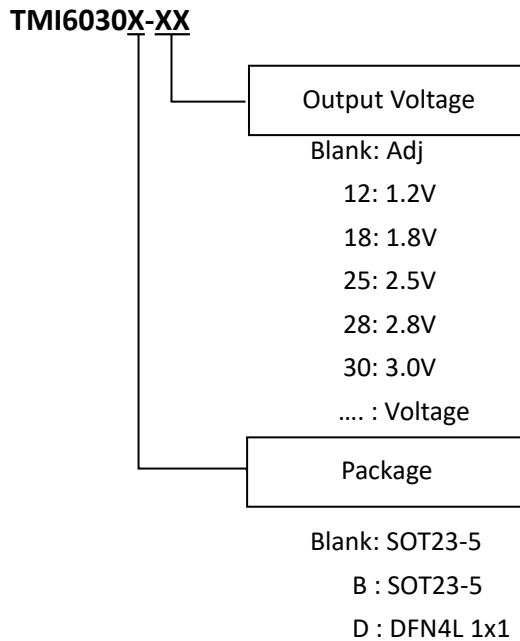 TMI6030X-XX
Output Voltage
Blank: Adj
12: 1.2V
18: 1.8V
25: 2.5V
28: 2.8V
30: 3.0V
.... : Voltage
Package
Blank: SOT23-5
B : SOT23-5
D : DFN4L 1x1